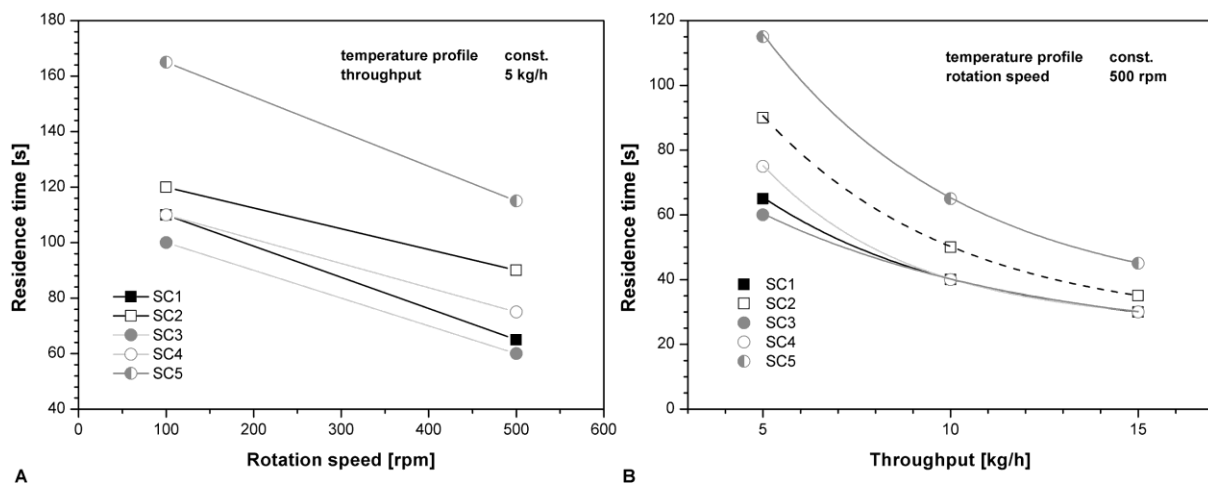 180
160
140
120
100
80
60
40
0
100
200
300
400
500
600
Residence time [s]
Rotation speed [rpm]
temperature profile const.
throughput 5 kg/h
SC1
SC2
SC3
SC4
SC5
A
120
100
80
60
40
20
0
5
10
15
Residence time [s]
Throughput [kg/h]
temperature profile const.
rotation speed 500 rpm
SC1
SC2
SC3
SC4
SC5
B